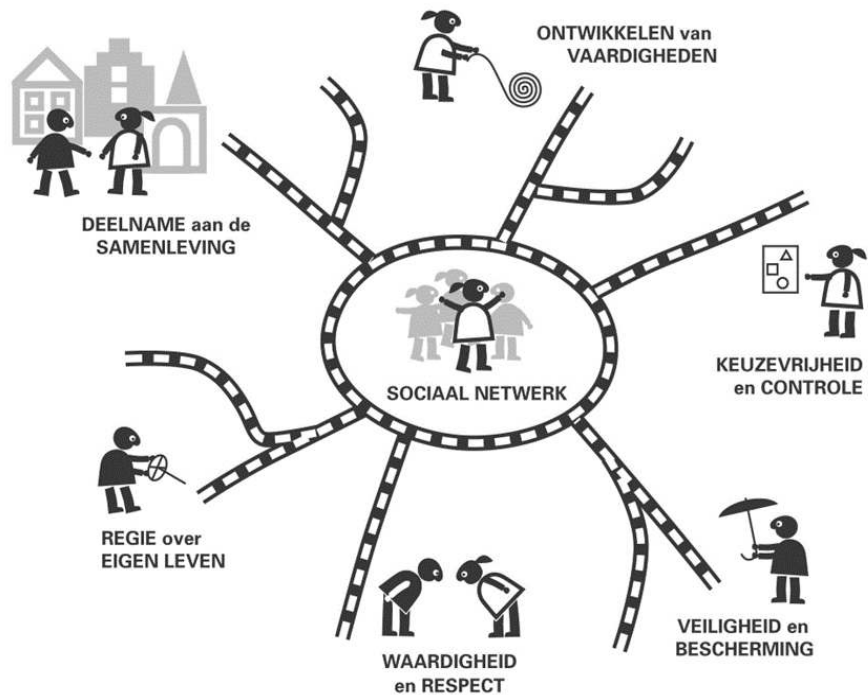 ONTWIKKELEN van
VAARDIGHEDEN
DEELNAME aan de
SAMENLEVING
SOCIAAL NETWERK
KEUZEVRIJHEID
en CONTROLE
REGIE over
EIGEN LEVEN
WAARDIGHEID
en RESPECT
VEILIGHEID en
BESCHERMING